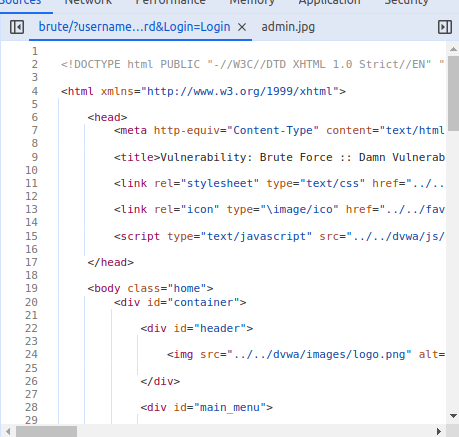 Sources Network Performance Memory Application Security
brute/?username…rd&Login=Login × admin.jpg
1
2 <!DOCTYPE html PUBLIC "-//W3C//DTD XHTML 1.0 Strict//EN" "
3
4 <html xmlns="http://www.w3.org/1999/xhtml">
5
6 <head>
7 <meta http-equiv="Content-Type" content="text/html
8
9 <title>Vulnerability: Brute Force :: Damn Vulnerab
10
11 <link rel="stylesheet" type="text/css" href="../..
12
13 <link rel="icon" type="\image/ico" href="../../fav
14
15 <script type="text/javascript" src="../../dvwa/js/
16
17 </head>
18
19 <body class="home">
20 <div id="container">
21
22 <div id="header">
23
24 <img src="../../dvwa/images/logo.png" alt=
25
26 </div>
27
28 <div id="main_menu">
29